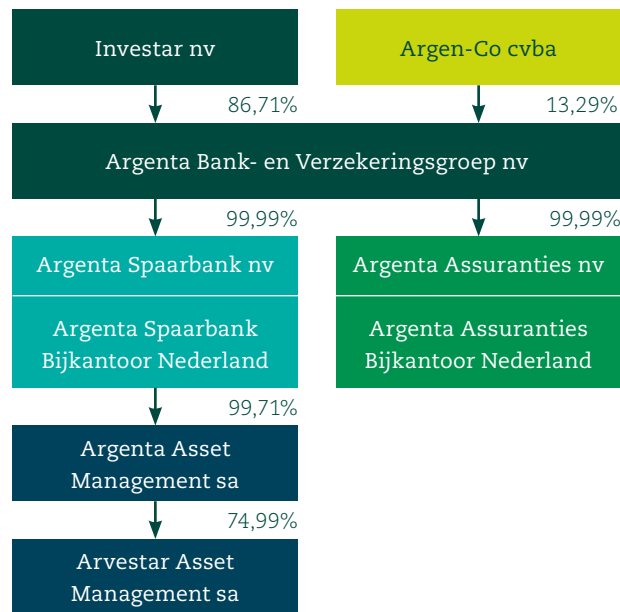 Investar nv
Argen-Co cvba
86,71%
13,29%
Argenta Bank- en Verzekeringsgroep nv
99,99%
99,99%
Argenta Spaarbank nv
Argenta Assuranties nv
Argenta Spaarbank
Bijkantoor Nederland
Argenta Assuranties
Bijkantoor Nederland
99,71%
Argenta Asset
Management sa
74,99%
Arvestar Asset
Management sa